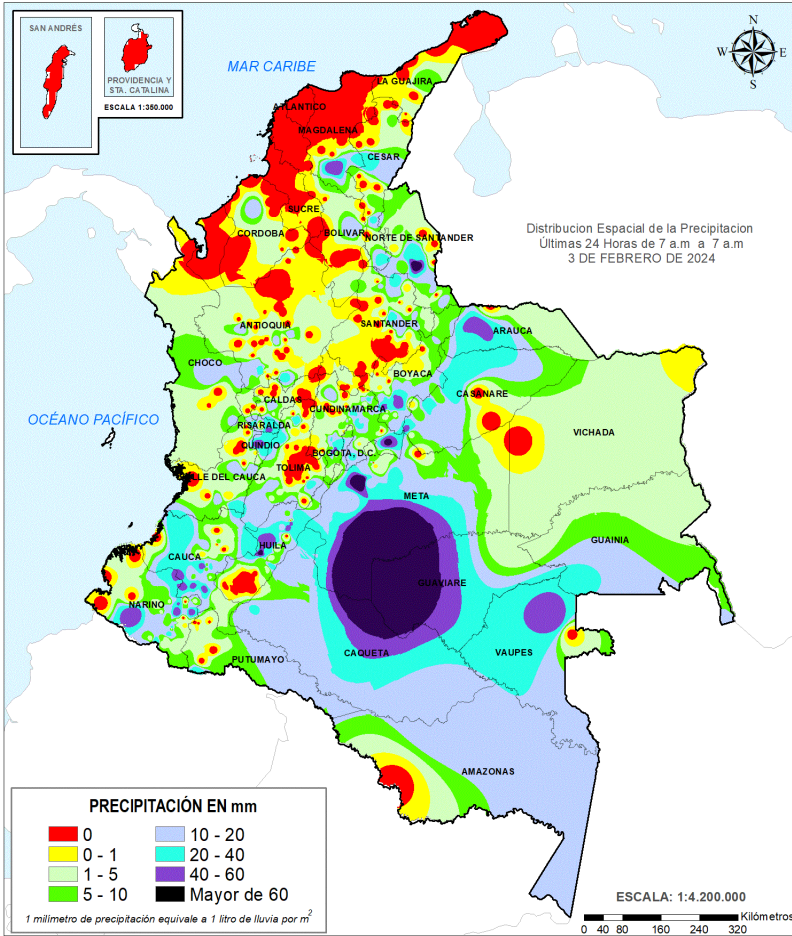 SAN ANDRÉS
PROVIDENCIA Y
STA. CATALINA
ESCALA 1:350.000
MAR CARIBE
N
W
E
S
LA GUAJIRA
ATLANTICO
MAGDALENA
CESAR
SUCRE
CORDOBA
BOLIVAR
NORTE DE SANTANDER
Distribucion Espacial de la Precipitacion
Últimas 24 Horas de 7 a.m a 7 a.m
3 DE FEBRERO DE 2024
ANTIOQUIA
SANTANDER
ARAUCA
CHOCO
BOYACA
CASANARE
CALDAS
CUNDINAMARCA
OCÉANO PACÍFICO
RISARALDA
VICHADA
QUINDIO
BOGOTA, D.C.
TOLIMA
LLE DEL CAUCA
META
GUAINIA
HUILA
CAUCA
GUAVIARE
NARINO
CAQUETA
VAUPES
PUTUMAYO
AMAZONAS
PRECIPITACIÓN EN mm
0
10 - 20
0 - 1
20 - 40
1 - 5
40 - 60
5 - 10
Mayor de 60
1 milímetro de precipitación equivale a 1 litro de lluvia por m²
ESCALA: 1:4.200.000
Kilómetros
0 40 80 160 240 320